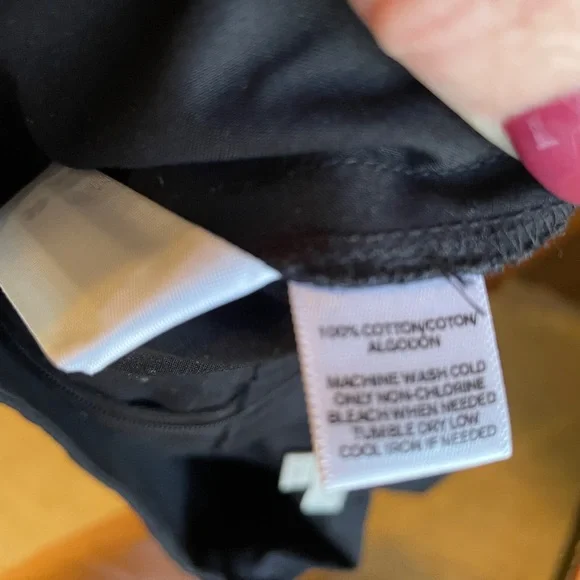 100% COTTON/COTON/
ALGODÓN
MACHINE WASH COLD
ONLY NON-CHLORINE
BLEACH WHEN NEEDED
TUMBLE DRY LOW
COOL IRON IF NEEDED